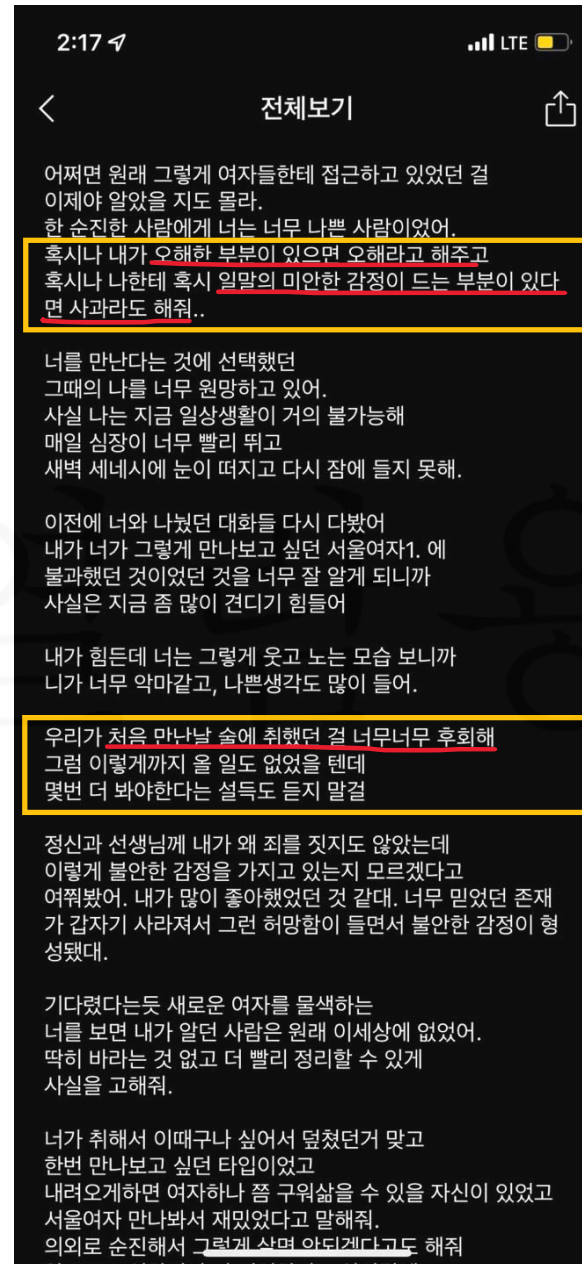 2:17
LTE
전체보기
어쩌면 원래 그렇게 여자들한테 접근하고 있었던 걸
이제야 알았을 지도 몰라.
한 순진한 사람에게 너는 너무 나쁜 사람이었어.
혹시나 내가 오해한 부분이 있으면 오해라고 해주고
혹시나 나한테 혹시 일말의 미안한 감정이 드는 부분이 있다
면 사과라도 해줘..
너를 만난다는 것에 선택했던
그때의 나를 너무 원망하고 있어.
사실 나는 지금 일상생활이 거의 불가능해
매일 심장이 너무 빨리 뛰고
새벽 세네시에 눈이 떠지고 다시 잠에 들지 못해.
이전에 너와 나눴던 대화들 다시 다봤어
내가 너가 그렇게 만나보고 싶던 서울여자1. 에
불과했던 것이었던 것을 너무 잘 알게 되니까
사실은 지금 좀 많이 견디기 힘들어
내가 힘든데 너는 그렇게 웃고 노는 모습 보니까
니가 너무 악마같고, 나쁜생각도 많이 들어.
우리가 처음 만난날 술에 취했던 걸 너무너무 후회해
그럼 이렇게까지 올 일도 없었을 텐데
몇번 더 봐야한다는 설득도 듣지 말걸
정신과 선생님께 내가 왜 죄를 짓지도 않았는데
이렇게 불안한 감정을 가지고 있는지 모르겠다고
여쭤봤어. 내가 많이 좋아했었던 것 같대. 너무 믿었던 존재
가 갑자기 사라져서 그런 허망함이 들면서 불안한 감정이 형
성됐대.
기다렸다는듯 새로운 여자를 물색하는
너를 보면 내가 알던 사람은 원래 이세상에 없었어.
딱히 바라는 것 없고 더 빨리 정리할 수 있게
사실을 고해줘.
너가 취해서 이때구나 싶어서 덮쳤던거 맞고
한번 만나보고 싶던 타입이었고
내려오게하면 여자하나 쯤 구워삶을 수 있을 자신이 있었고
서울여자 만나봐서 재밌었다고 말해줘.
의외로 순진해서 그렇게 살면 안되겠다고도 해줘